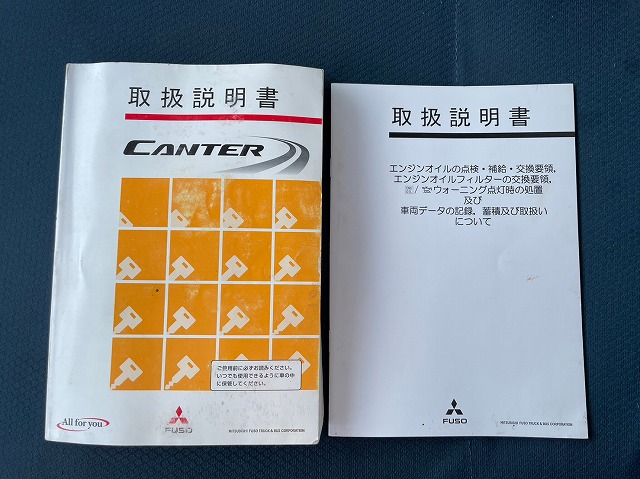 取扱説明書
CANTER
ご使用前に必ずお読みください。
いつでも使用できるように車の中
に保管してください。
All for you
FUSO
MITSUBISHI FUSO TRUCK & BUS CORPORATION
取扱説明書
エンジンオイルの点検・補給・交換要領、
エンジンオイルフィルターの交換要領、
/ ウォーニング点灯時の処置
及び
車両データの記録、蓄積及び取扱い
について
FUSO
MITSUBISHI FUSO TRUCK & BUS CORPORATION